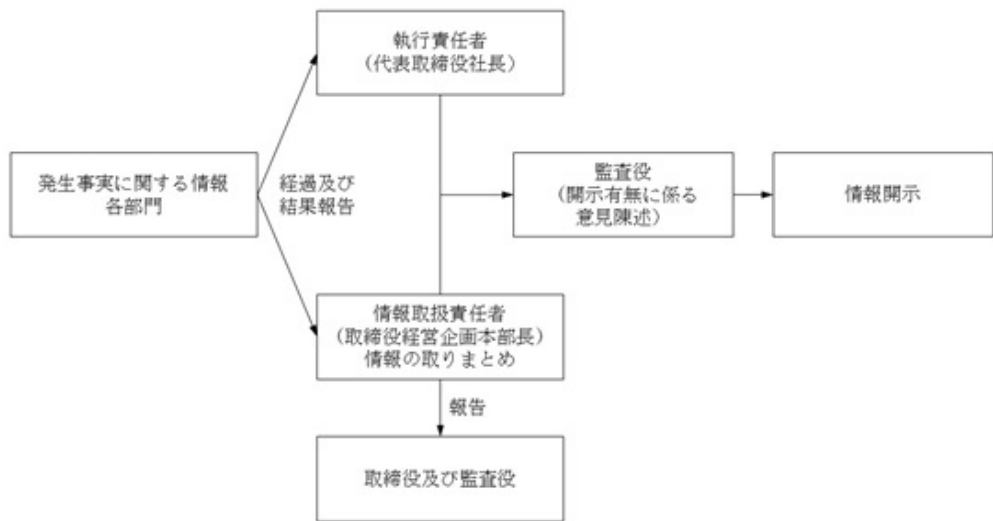 執行責任者
（代表取締役社長）
発生事実に関する情報
各部門
経過及び
結果報告
監査役
（開示有無に係る
意見陳述）
情報開示
情報取扱責任者
（取締役経営企画本部長）
情報の取りまとめ
報告
取締役及び監査役